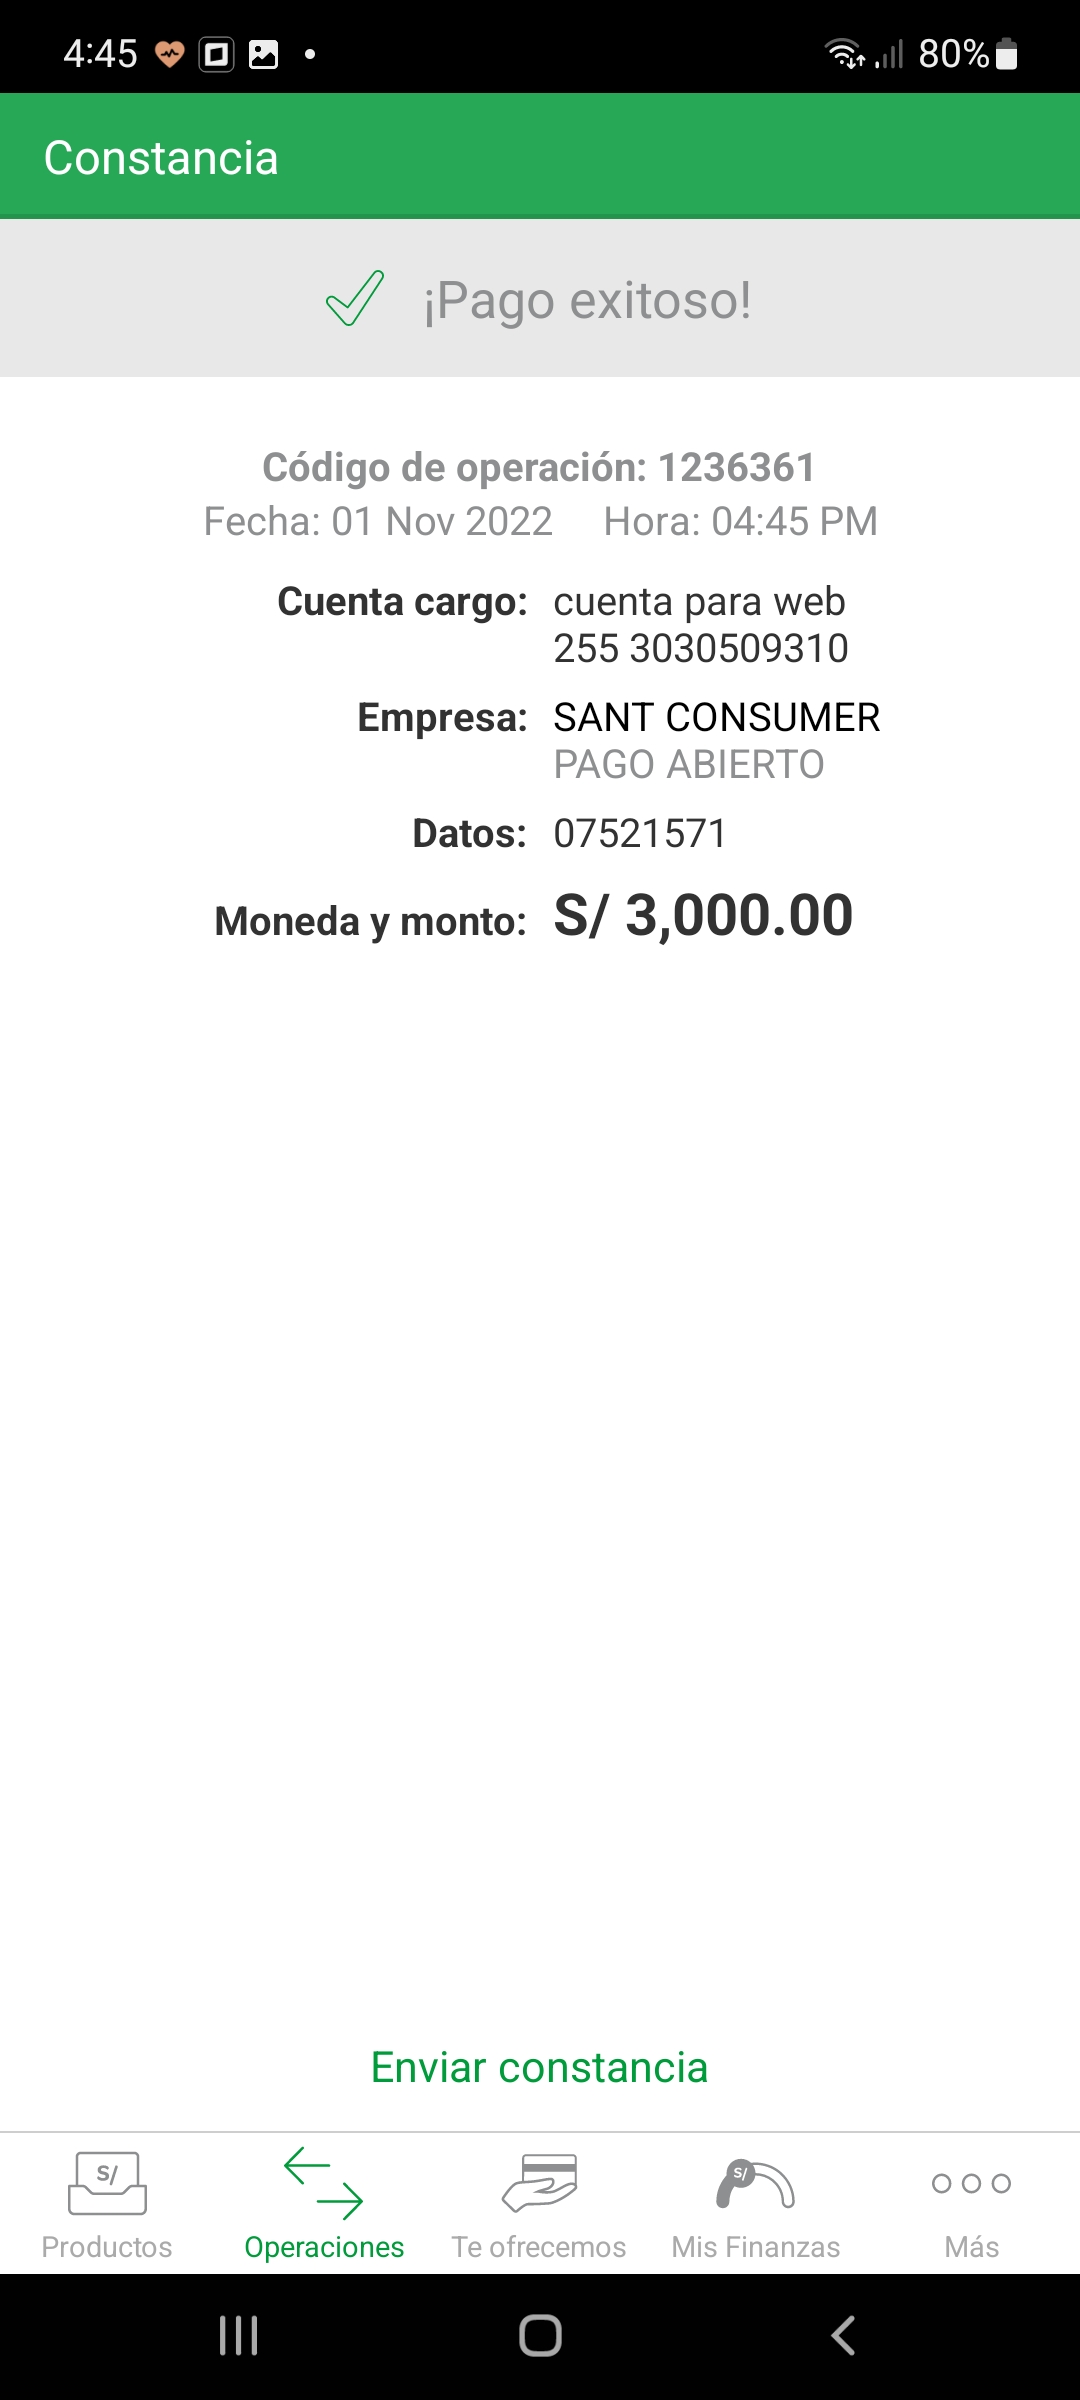 4:45 80%
Constancia
¡Pago exitoso!
Código de operación: 1236361
Fecha: 01 Nov 2022 Hora: 04:45 PM
Cuenta cargo: cuenta para web
255 3030509310
Empresa: SANT CONSUMER
PAGO ABIERTO
Datos: 07521571
Moneda y monto: S/ 3,000.00
Enviar constancia
S/ S/
Productos Operaciones Te ofrecemos Mis Finanzas Más